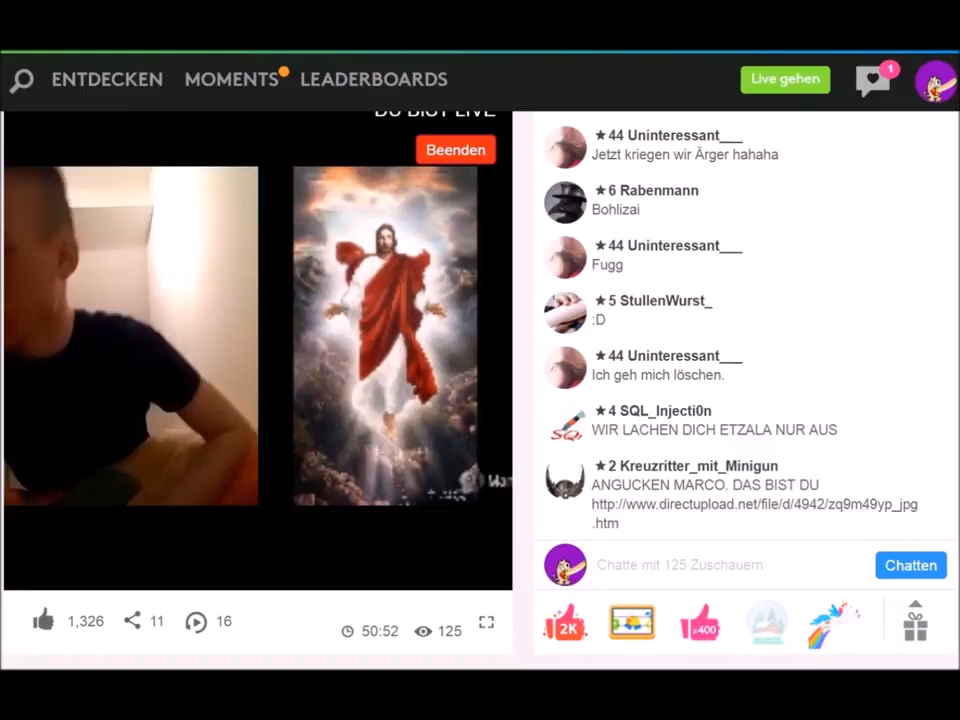 ENTDECKEN MOMENTS LEADERBOARDS Live gehen 1
DU BIST LIVE
Beenden
★44 Uninteressant___
Jetzt kriegen wir Ärger hahaha
★6 Rabenmann
Bohlizai
★44 Uninteressant___
Fugg
★5 StullenWurst_
:D
★44 Uninteressant___
Ich geh mich löschen.
★4 SQL_Injecti0n
WIR LACHEN DICH ETZALA NUR AUS
★2 Kreuzritter_mit_Minigun
ANGUCKEN MARCO. DAS BIST DU
http://www.directupload.net/file/d/4942/zq9m49yp_jpg
.htm
Chatte mit 125 Zuschauern Chatten
1,326 11 16 50:52 125
2K x400